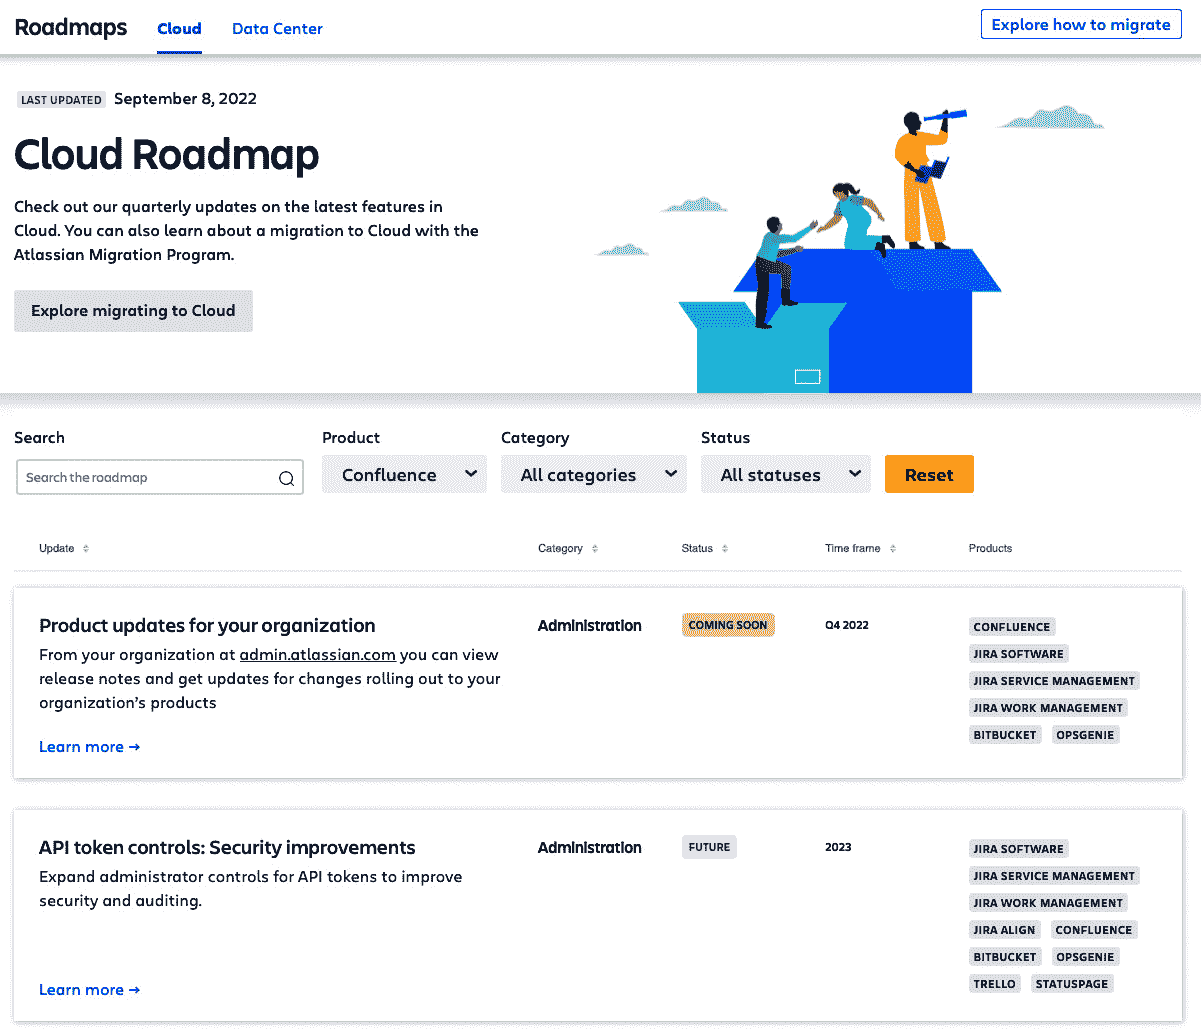 Roadmaps Cloud Data Center Explore how to migrate
LAST UPDATED September 8, 2022
Cloud Roadmap
Check out our quarterly updates on the latest features in
Cloud. You can also learn about a migration to Cloud with the
Atlassian Migration Program.
Explore migrating to Cloud
Search Product Category Status
Search the roadmap Confluence All categories All statuses Reset
Update Category Status Time frame Products
Product updates for your organization Administration COMING SOON Q4 2022 CONFLUENCE
From your organization at admin.atlassian.com you can view JIRA SOFTWARE
release notes and get updates for changes rolling out to your JIRA SERVICE MANAGEMENT
organization's products JIRA WORK MANAGEMENT
BITBUCKET OPSGENIE
Learn more →
API token controls: Security improvements Administration FUTURE 2023 JIRA SOFTWARE
Expand administrator controls for API tokens to improve JIRA SERVICE MANAGEMENT
security and auditing. JIRA WORK MANAGEMENT
JIRA ALIGN CONFLUENCE
BITBUCKET OPSGENIE
Learn more → TRELLO STATUSPAGE